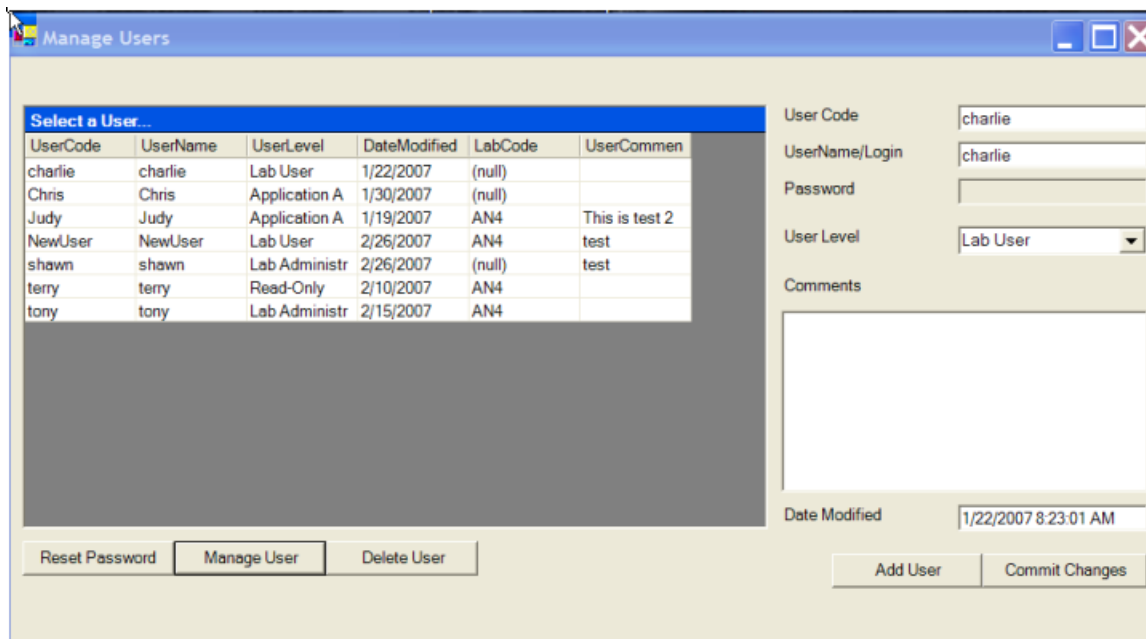 Manage Users
Select a User...
UserCode UserName UserLevel DateModified LabCode UserCommen
charlie charlie Lab User 1/22/2007 (null)
Chris Chris Application A 1/30/2007 (null)
Judy Judy Application A 1/19/2007 AN4 This is test 2
NewUser NewUser Lab User 2/26/2007 AN4 test
shawn shawn Lab Administr 2/26/2007 (null) test
terry terry Read-Only 2/10/2007 AN4
tony tony Lab Administr 2/15/2007 AN4
Reset Password Manage User Delete User
User Code charlie
UserName/Login charlie
Password
User Level Lab User
Comments
Date Modified 1/22/2007 8:23:01 AM
Add User Commit Changes